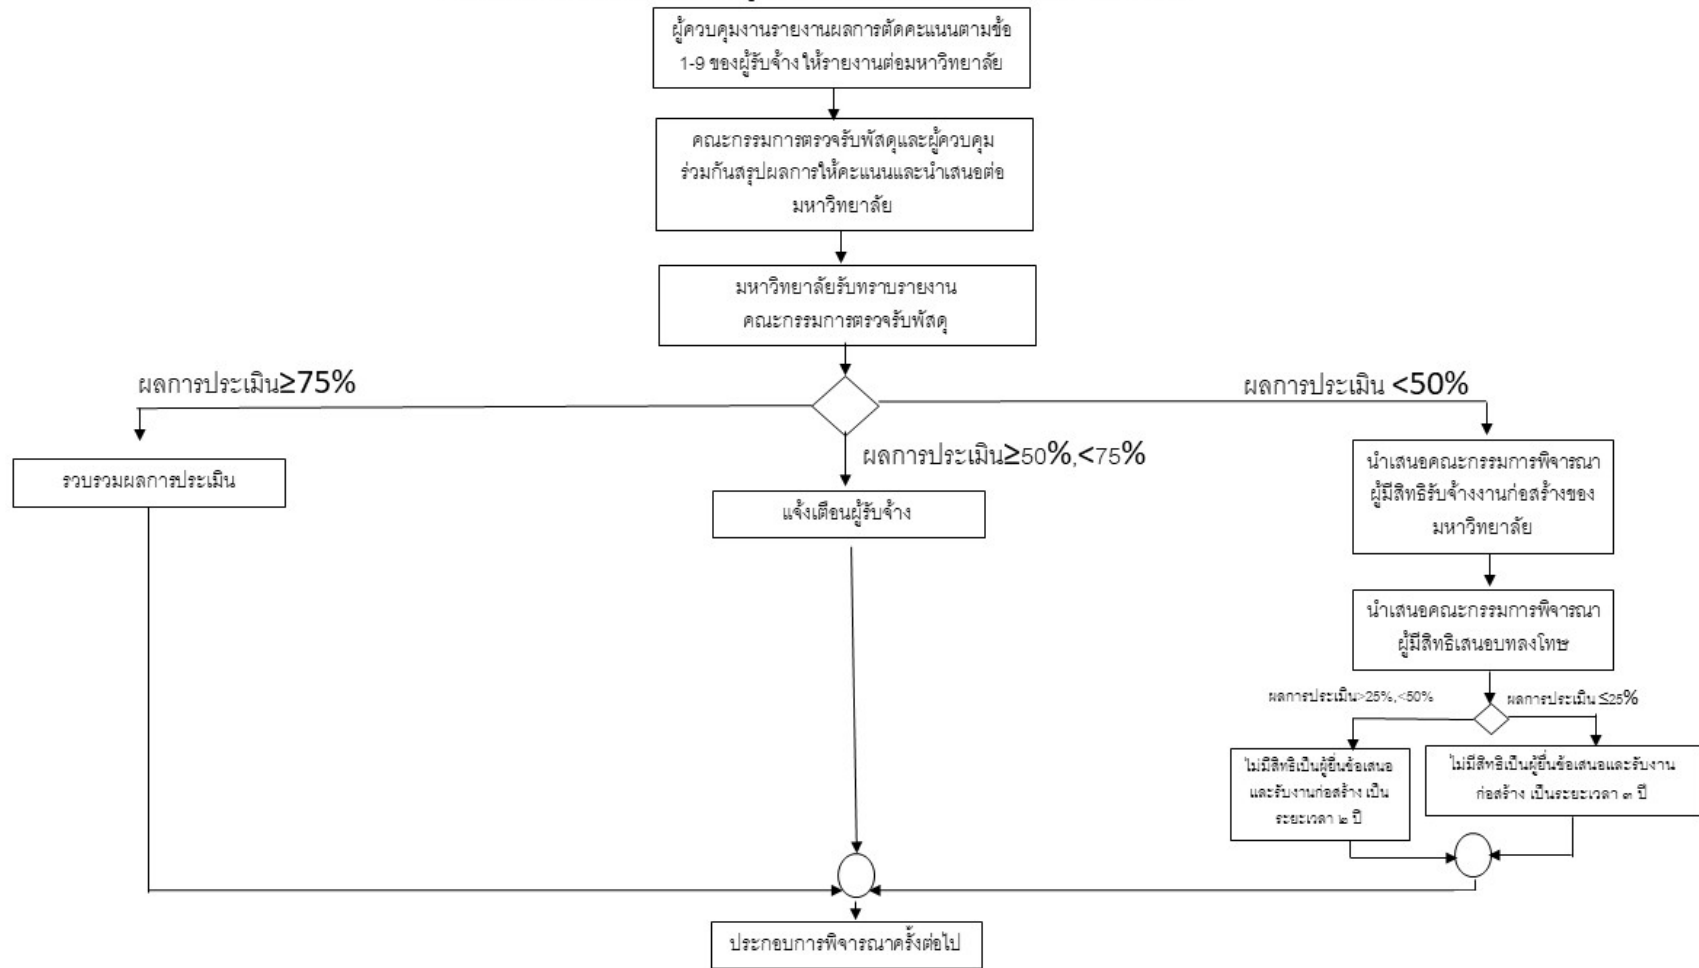 ผู้ควบคุมงานรายงานผลการตัดคะแนนตามข้อ
1-9 ของผู้รับจ้าง ให้รายงานต่อมหาวิทยาลัย
คณะกรรมการตรวจรับพัสดุและผู้ควบคุม
ร่วมกันสรุปผลการให้คะแนนและนำเสนอต่อ
มหาวิทยาลัย
มหาวิทยาลัยรับทราบรายงาน
คณะกรรมการตรวจรับพัสดุ
ผลการประเมิน≥75%
ผลการประเมิน <50%
ผลการประเมิน≥50%,<75%
รวบรวมผลการประเมิน
แจ้งเตือนผู้รับจ้าง
นำเสนอคณะกรรมการพิจารณา
ผู้มีสิทธิรับจ้างงานก่อสร้างของ
มหาวิทยาลัย
นำเสนอคณะกรรมการพิจารณา
ผู้มีสิทธิเสนอบทลงโทษ
ผลการประเมิน>25%,<50%
ผลการประเมิน ≤25%
ไม่มีสิทธิเป็นผู้ยื่นข้อเสนอ
และรับงานก่อสร้าง เป็น
ระยะเวลา ๒ ปี
ไม่มีสิทธิเป็นผู้ยื่นข้อเสนอและรับงาน
ก่อสร้าง เป็นระยะเวลา ๓ ปี
ประกอบการพิจารณาครั้งต่อไป